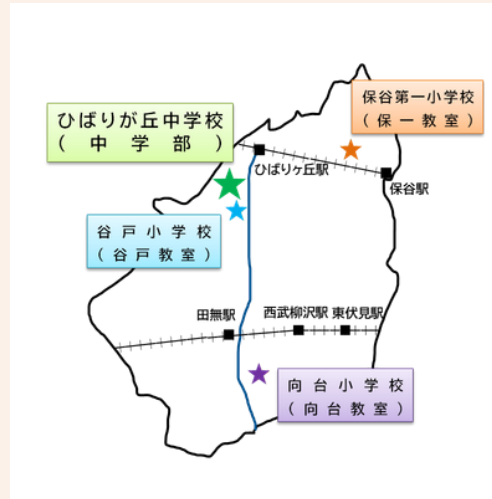 保谷第一小学校
(保一教室)
ひばりが丘中学校
(中学部)
ひばりヶ丘駅
保谷駅
谷戸小学校
(谷戸教室)
田無駅
西武柳沢駅
東伏見駅
向台小学校
(向台教室)